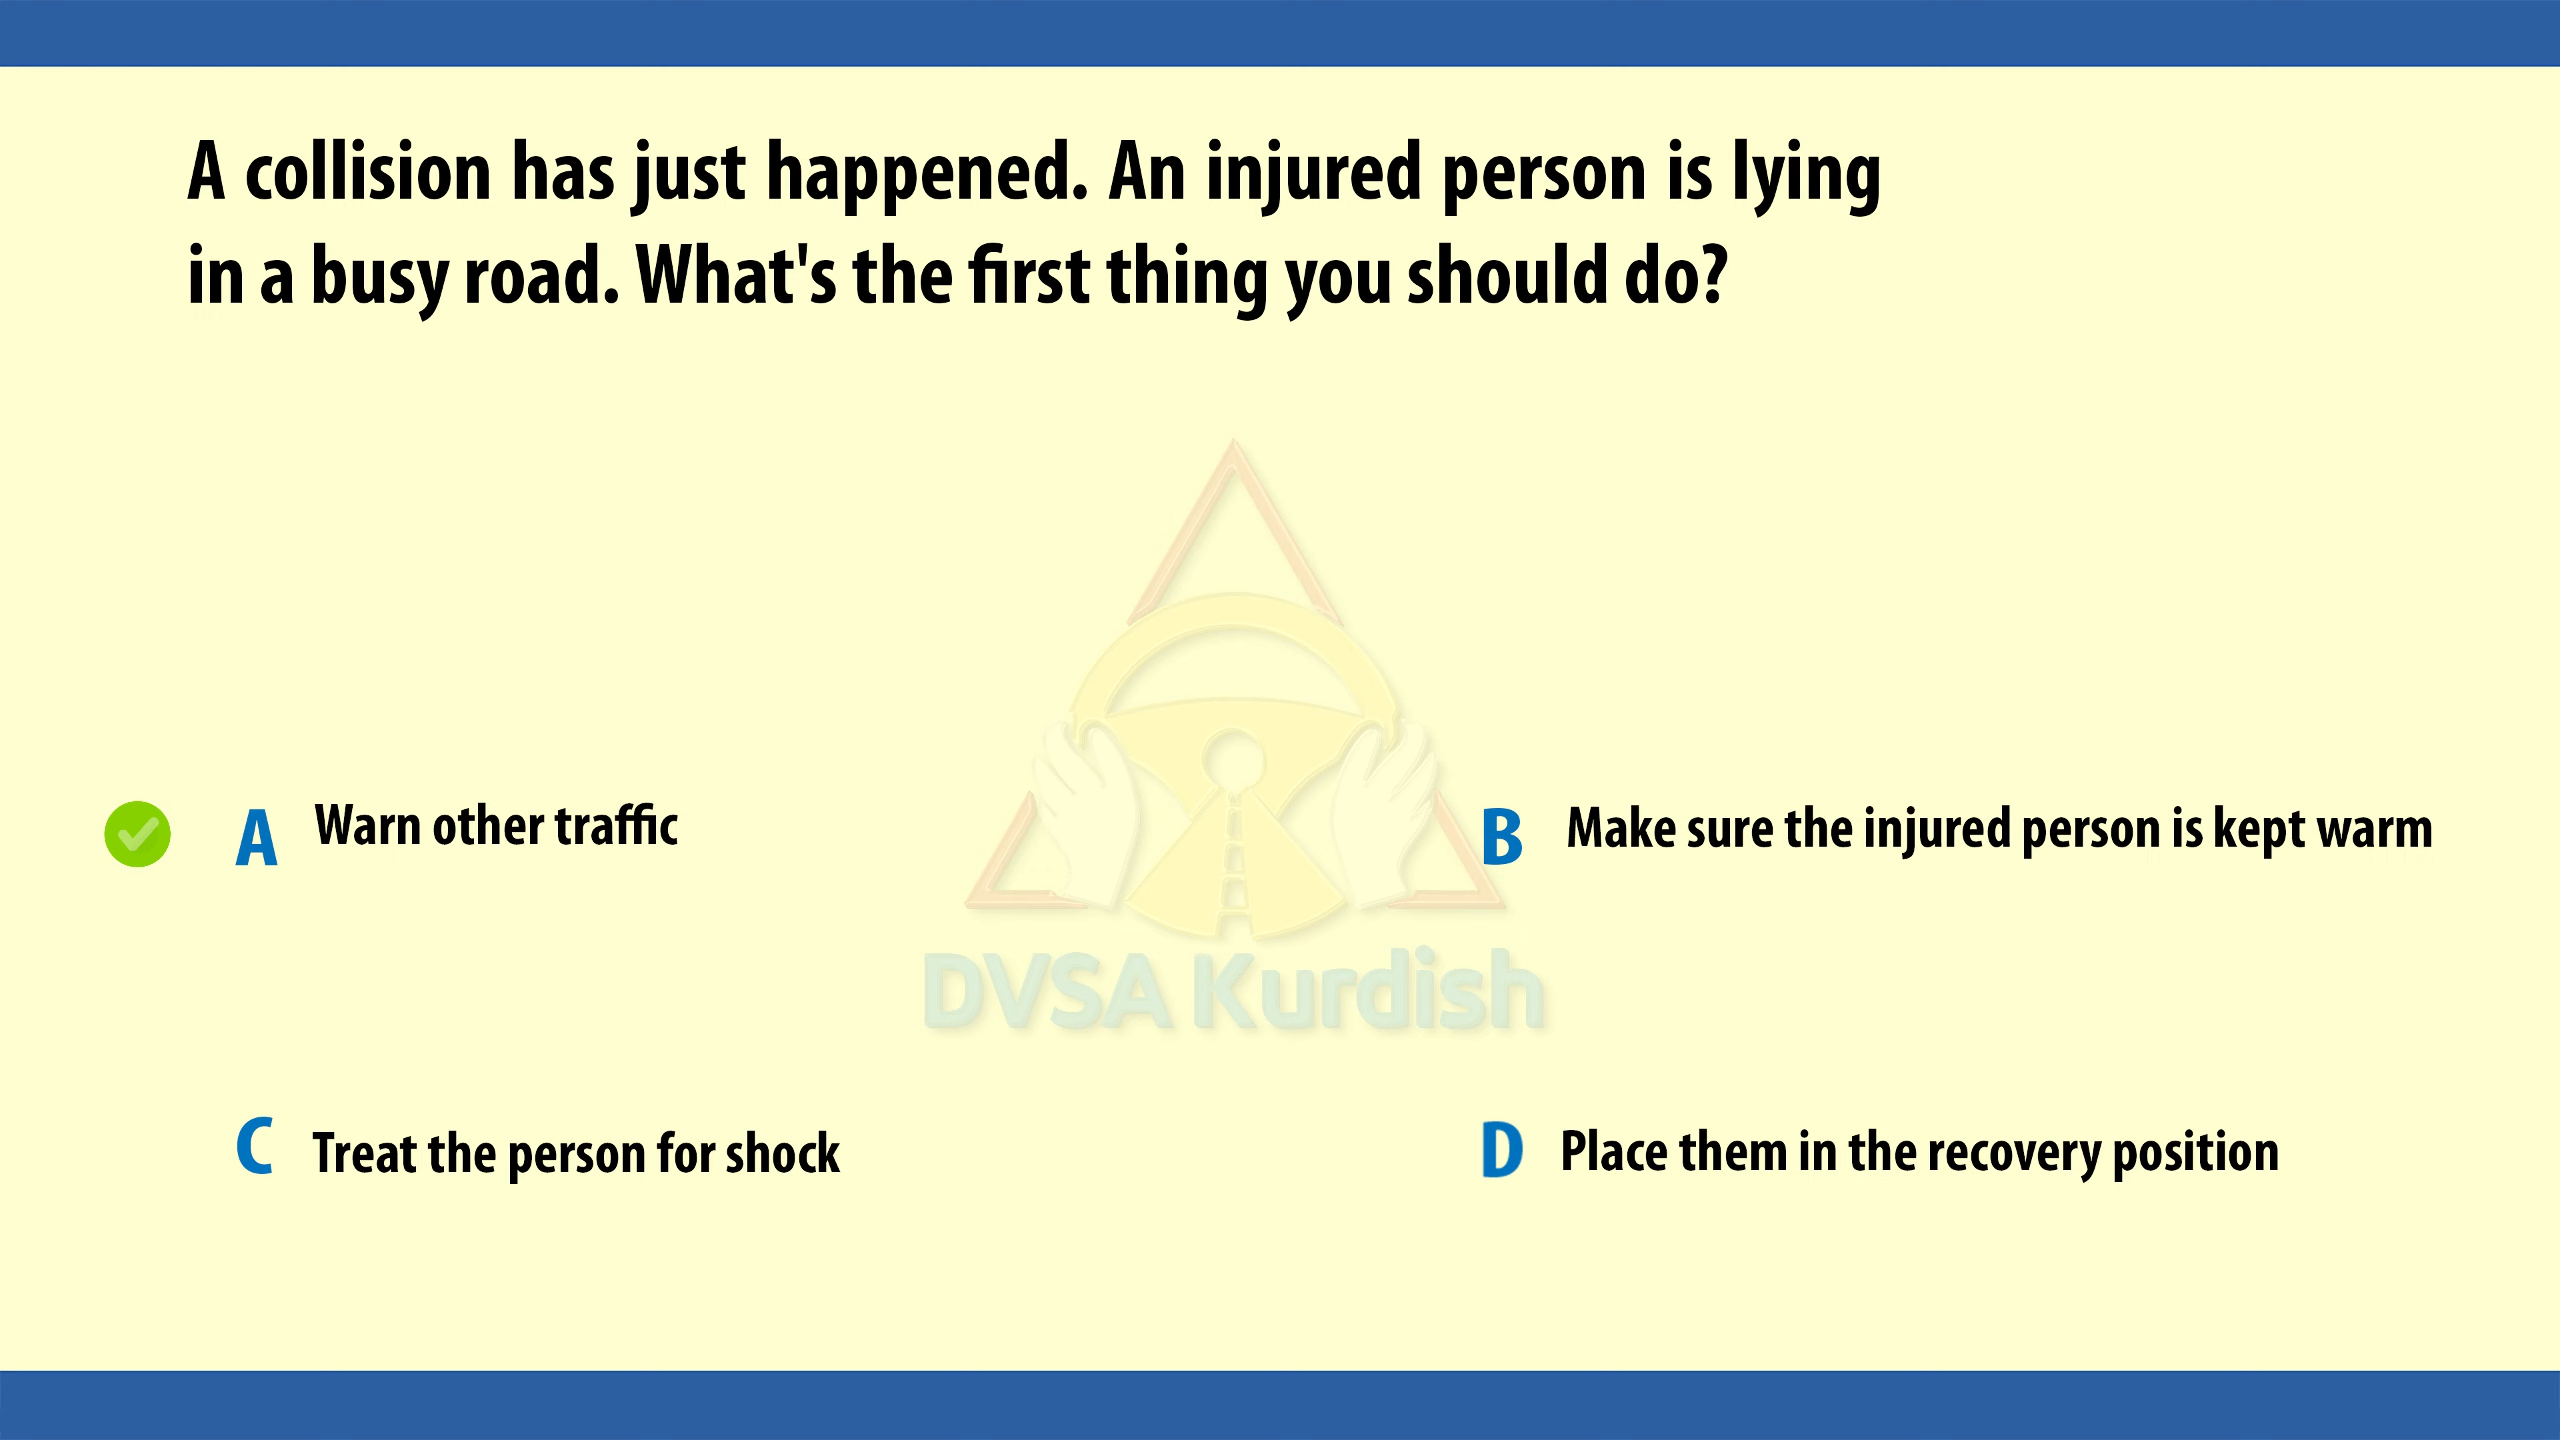 A collision has just happened. An injured person is lying
in a busy road. What's the first thing you should do?
A Warn other traffic
B Make sure the injured person is kept warm
DVSA Kurdish
C Treat the person for shock
D Place them in the recovery position